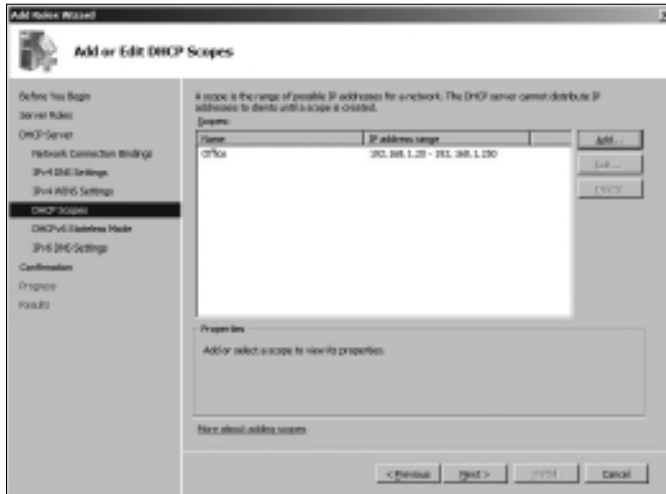 Add Roles Wizard
Add or Edit DHCP Scopes
Before You Begin
Server Roles
DHCP Server
Network Connection Bindings
IPv4 DNS Settings
IPv4 WINS Settings
DHCP Scopes
DHCPv6 Stateless Mode
IPv6 DNS Settings
Confirmation
Progress
Results
A scope is the range of possible IP addresses for a network. The DHCP server cannot distribute IP
addresses to clients until a scope is created.
Scopes:
Name IP address range
Office 192.168.1.20 - 192.168.1.250
Add...
Edit...
Delete
Properties
Add or select a scope to view its properties.
More about adding scopes
< Previous
Next >
Install
Cancel